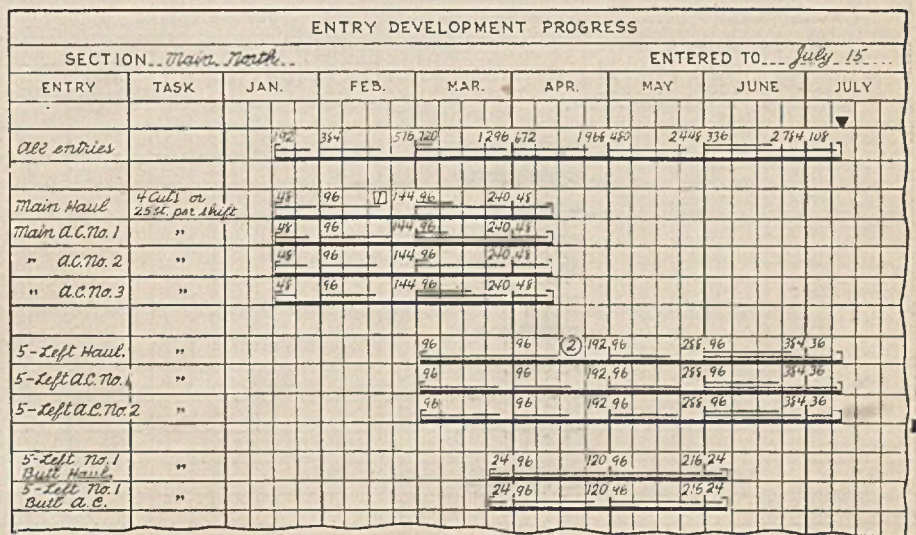 ENTRY DEVELOPMENT PROGRESS
SECTION Main North ENTERED TO July 15
ENTRY TASK JAN. FEB. MAR. APR. MAY JUNE JULY
All entries 192 384 576 720 1296 672 1968 480 2448 336 2784 108
Main Haul 4 Cuts or 25 st. per shift 48 96 1 144 96 240 48
Main A.C. No. 1 " 48 96 144 96 240 48
" A.C. No. 2 " 48 96 144 96 240 48
" A.C. No. 3 " 48 96 144 96 240 48
5-Left Haul. " 96 96 2 192 96 288 96 384 36
5-Left A.C. No. 1 " 96 96 192 96 288 96 384 36
5-Left A.C. No. 2 " 96 96 192 96 288 96 384 36
5-Left No. 1
Butt Haul. " 24 96 120 96 216 24
5-Left No. 1
Butt A.C. " 24 96 120 96 216 24